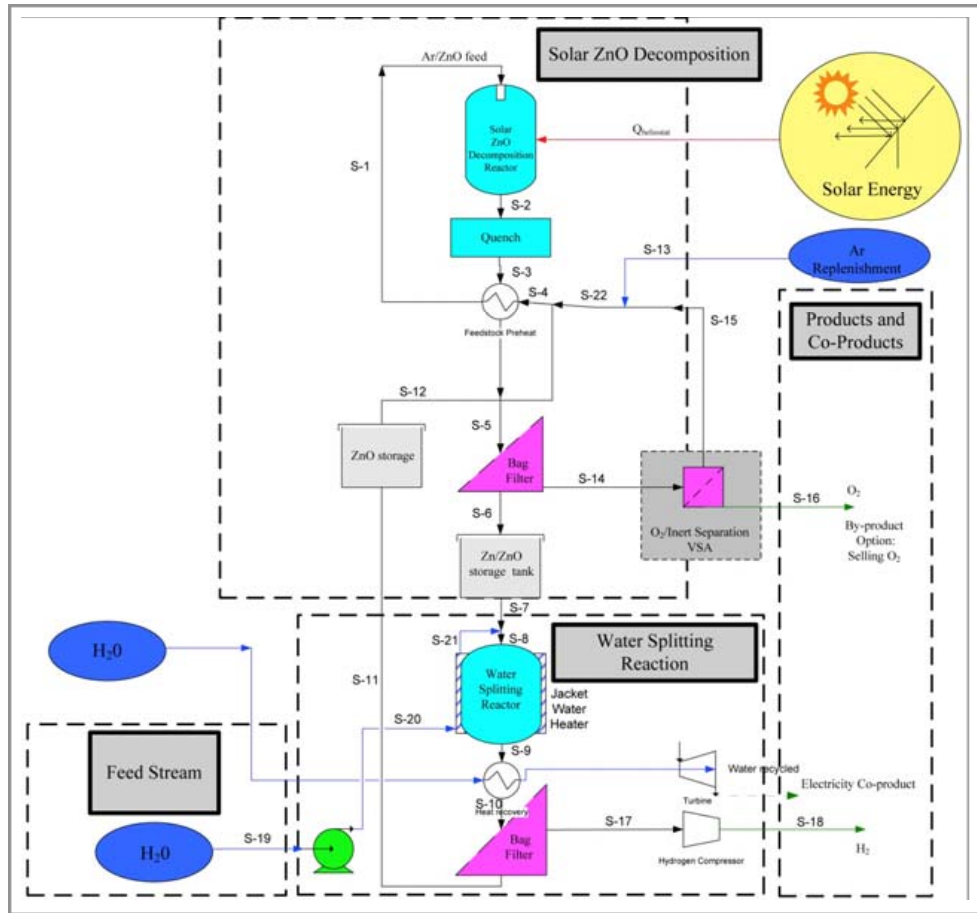 Solar ZnO Decomposition
Ar/ZnO feed
Solar
ZnO
Decomposition
Reactor
Q_heliostat
Solar Energy
S-1
S-2
Quench
S-3
S-4
S-22
S-13
Ar
Replenishment
Feedstock Preheat
S-15
Products and
Co-Products
S-12
S-5
ZnO storage
Bag
Filter
S-14
S-16
O2
O2/Inert Separation
VSA
By-product
Option:
Selling O2
S-6
Zn/ZnO
storage tank
S-7
S-21
S-8
Water Splitting
Reaction
H20
Water
Splitting
Reactor
Jacket
Water
Heater
S-11
S-20
S-9
Feed Stream
Water recycled
Turbine
Electricity Co-product
S-10
Heat recovery
S-19
H20
Bag
Filter
S-17
S-18
Hydrogen Compressor
H2